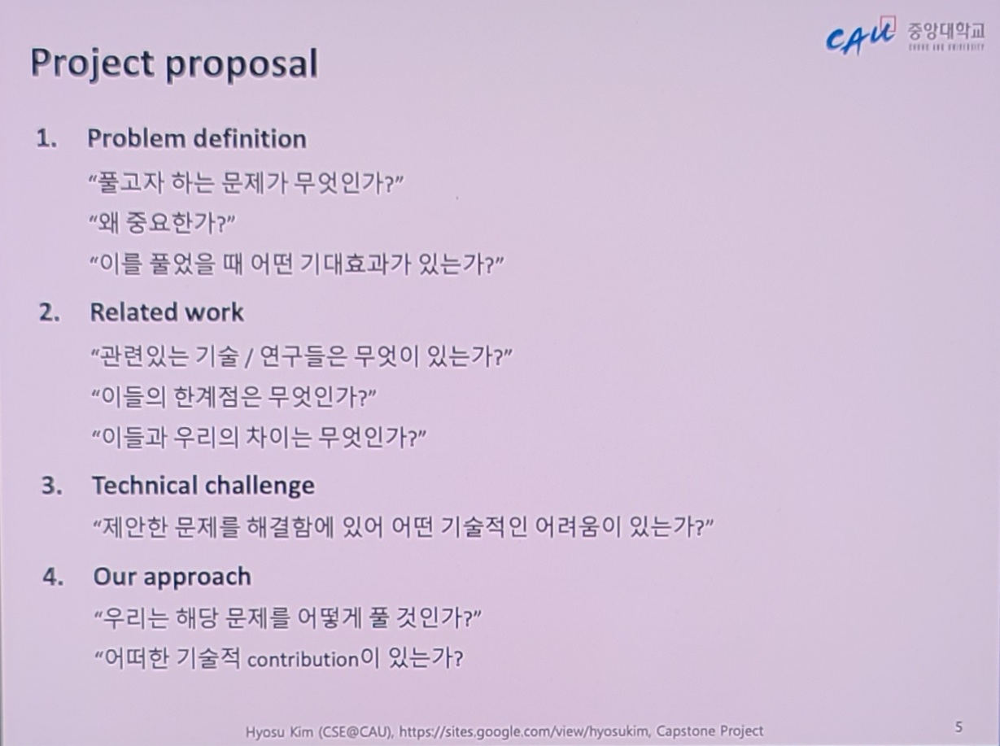 Project proposal
CAU 중앙대학교
CHUNG ANG UNIVERSITY
1. Problem definition
“풀고자 하는 문제가 무엇인가?”
“왜 중요한가?”
“이를 풀었을 때 어떤 기대효과가 있는가?”
2. Related work
“관련있는 기술 / 연구들은 무엇이 있는가?”
“이들의 한계점은 무엇인가?”
“이들과 우리의 차이는 무엇인가?”
3. Technical challenge
“제안한 문제를 해결함에 있어 어떤 기술적인 어려움이 있는가?”
4. Our approach
“우리는 해당 문제를 어떻게 풀 것인가?”
“어떠한 기술적 contribution이 있는가?
Hyosu Kim (CSE@CAU), https://sites.google.com/view/hyosukim, Capstone Project
5